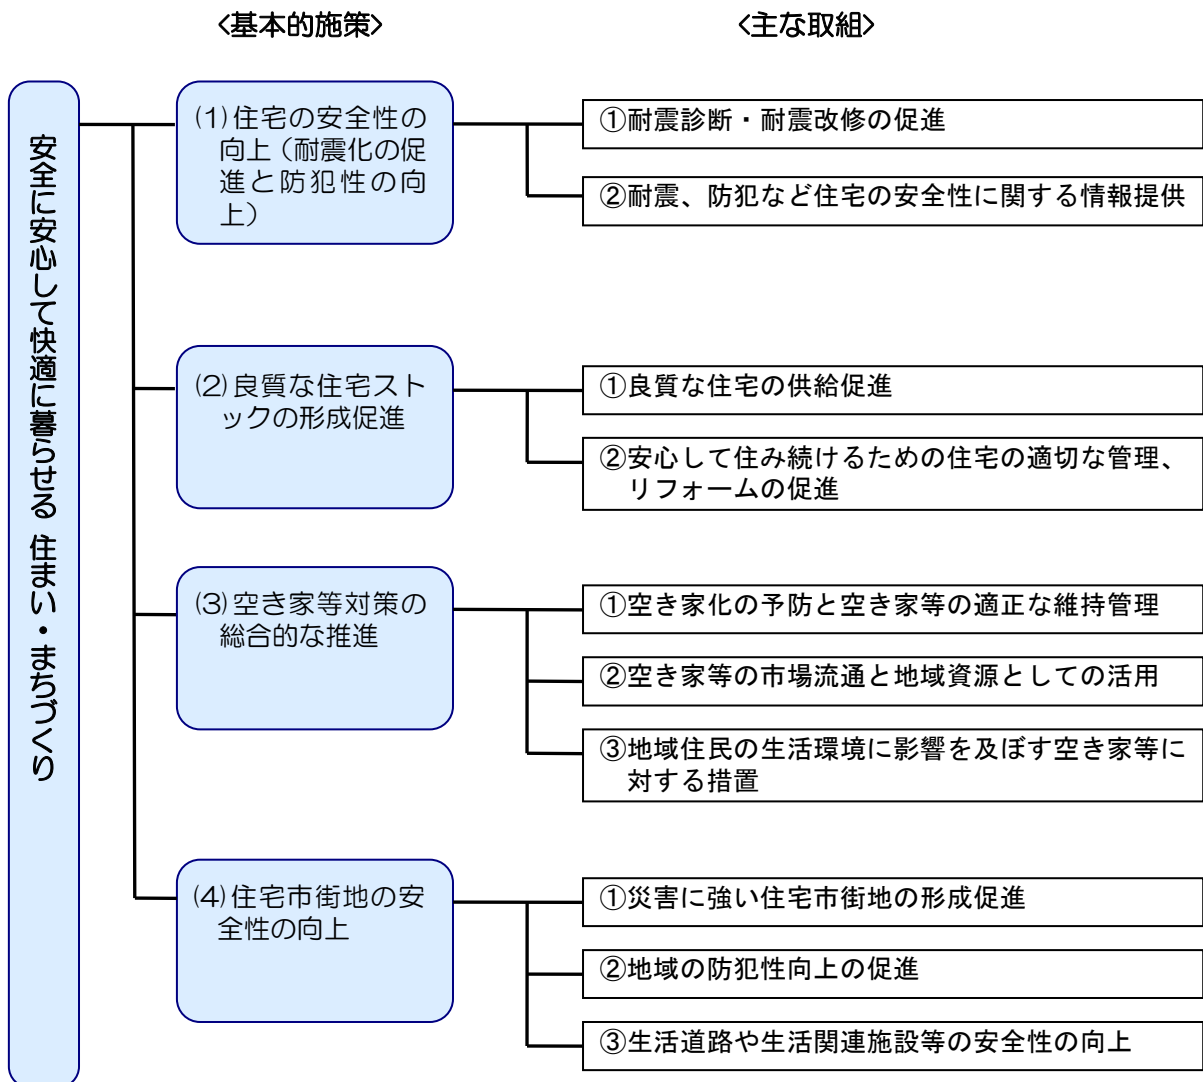 <基本的施策>
<主な取組>
安全に安心して快適に暮らせる 住まい・まちづくり
(1)住宅の安全性の
向上（耐震化の促
進と防犯性の向
上）
①耐震診断・耐震改修の促進
②耐震、防犯など住宅の安全性に関する情報提供
(2)良質な住宅スト
ックの形成促進
①良質な住宅の供給促進
②安心して住み続けるための住宅の適切な管理、
リフォームの促進
(3)空き家等対策の
総合的な推進
①空き家化の予防と空き家等の適正な維持管理
②空き家等の市場流通と地域資源としての活用
③地域住民の生活環境に影響を及ぼす空き家等に
対する措置
(4)住宅市街地の安
全性の向上
①災害に強い住宅市街地の形成促進
②地域の防犯性向上の促進
③生活道路や生活関連施設等の安全性の向上